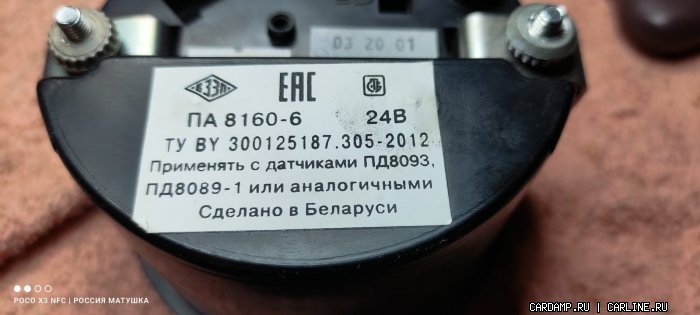 03 20 01
ЕЗЗП ЕАС
ПА 8160-6 24В
ТУ BY 300125187.305-2012
Применять с датчиками ПД8093,
ПД8089-1 или аналогичными
Сделано в Беларуси
POCO X3 NFC | РОССИЯ МАТУШКА
CARDAMP.RU | CARLINE.RU